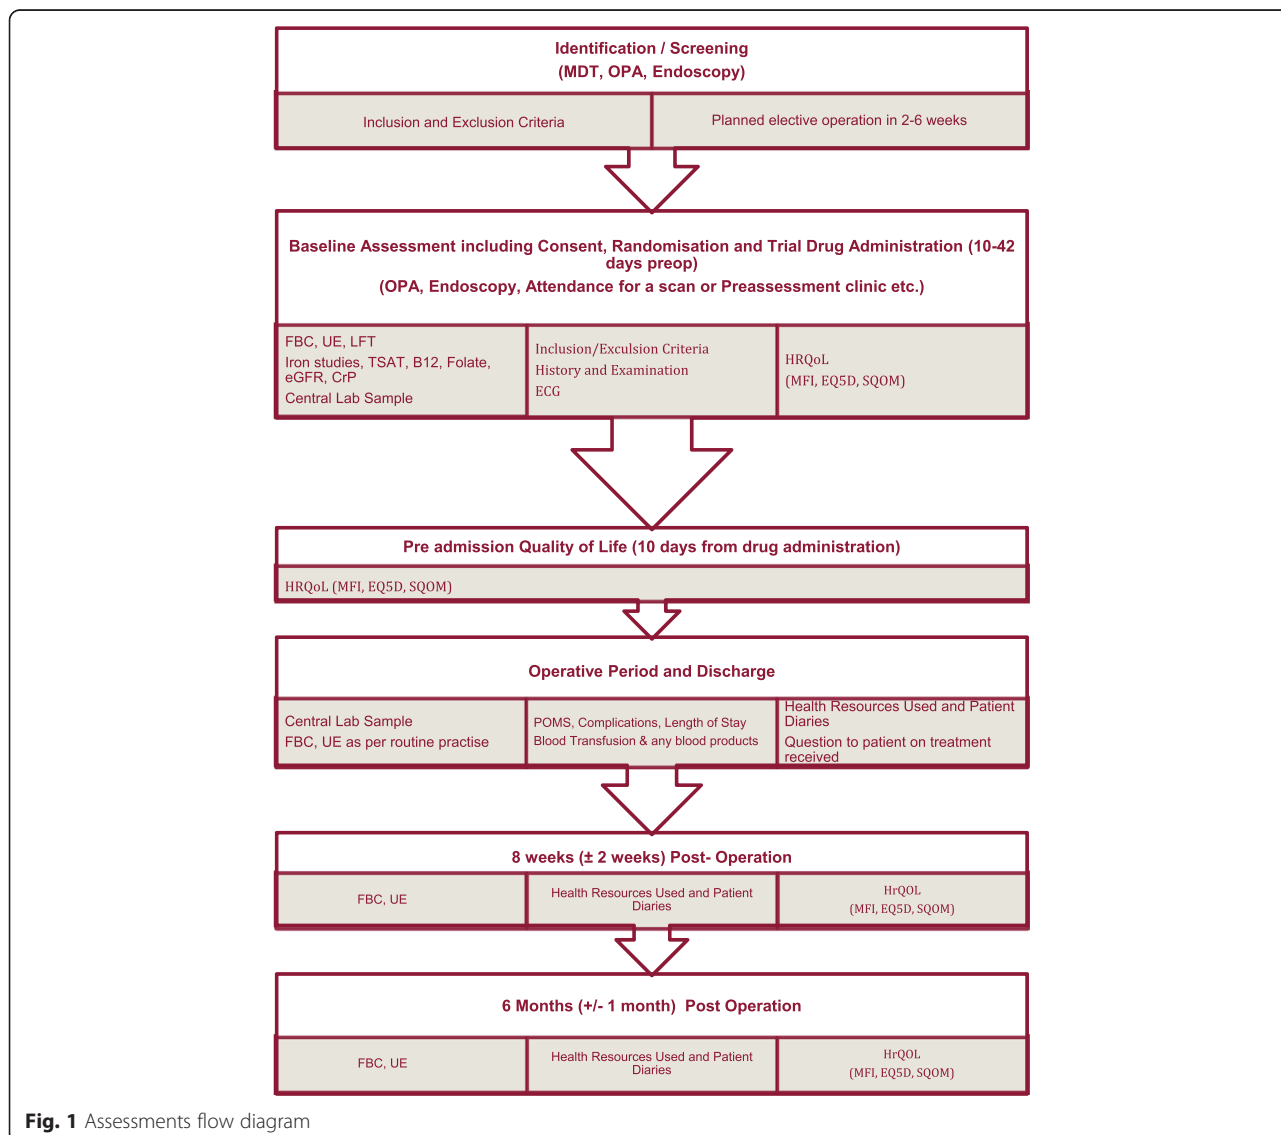 Identification / Screening
(MDT, OPA, Endoscopy)
Inclusion and Exclusion Criteria
Planned elective operation in 2-6 weeks
Baseline Assessment including Consent, Randomisation and Trial Drug Administration (10-42
days preop)
(OPA, Endoscopy, Attendance for a scan or Preassessment clinic etc.)
FBC, UE, LFT
Iron studies, TSAT, B12, Folate,
eGFR, CrP
Central Lab Sample
Inclusion/Exculsion Criteria
History and Examination
ECG
HRQoL
(MFI, EQ5D, SQOM)
Pre admission Quality of Life (10 days from drug administration)
HRQoL (MFI, EQ5D, SQOM)
Operative Period and Discharge
Central Lab Sample
FBC, UE as per routine practise
POMS, Complications, Length of Stay
Blood Transfusion & any blood products
Health Resources Used and Patient
Diaries
Question to patient on treatment
received
8 weeks (± 2 weeks) Post- Operation
FBC, UE
Health Resources Used and Patient
Diaries
HrQOL
(MFI, EQ5D, SQOM)
6 Months (+/- 1 month) Post Operation
FBC, UE
Health Resources Used and Patient
Diaries
HrQOL
(MFI, EQ5D, SQOM)
Fig. 1 Assessments flow diagram